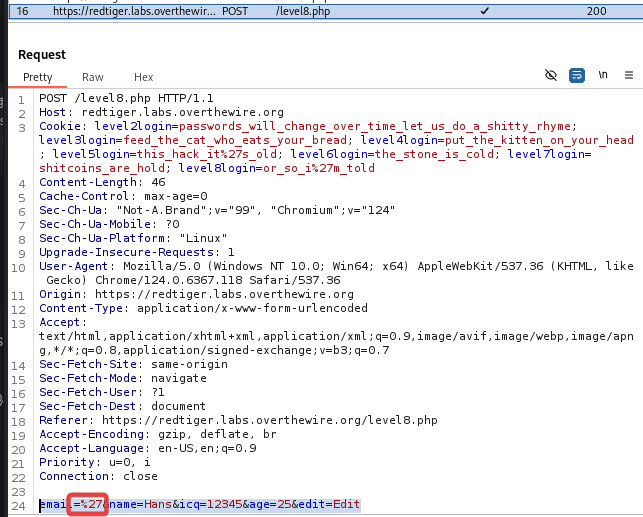 16 https://redtiger.labs.overthewir... POST /level8.php ✓ 200
Request
Pretty Raw Hex
\n
1 POST /level8.php HTTP/1.1
2 Host: redtiger.labs.overthewire.org
3 Cookie: level2login=passwords_will_change_over_time_let_us_do_a_shitty_rhyme;
level3login=feed_the_cat_who_eats_your_bread; level4login=put_the_kitten_on_your_head
; level5login=this_hack_it%27s_old; level6login=the_stone_is_cold; level7login=
shitcoins_are_hold; level8login=or_so_i%27m_told
4 Content-Length: 46
5 Cache-Control: max-age=0
6 Sec-Ch-Ua: "Not-A.Brand";v="99", "Chromium";v="124"
7 Sec-Ch-Ua-Mobile: ?0
8 Sec-Ch-Ua-Platform: "Linux"
9 Upgrade-Insecure-Requests: 1
10 User-Agent: Mozilla/5.0 (Windows NT 10.0; Win64; x64) AppleWebKit/537.36 (KHTML, like
Gecko) Chrome/124.0.6367.118 Safari/537.36
11 Origin: https://redtiger.labs.overthewire.org
12 Content-Type: application/x-www-form-urlencoded
13 Accept:
text/html,application/xhtml+xml,application/xml;q=0.9,image/avif,image/webp,image/apn
g,*/*;q=0.8,application/signed-exchange;v=b3;q=0.7
14 Sec-Fetch-Site: same-origin
15 Sec-Fetch-Mode: navigate
16 Sec-Fetch-User: ?1
17 Sec-Fetch-Dest: document
18 Referer: https://redtiger.labs.overthewire.org/level8.php
19 Accept-Encoding: gzip, deflate, br
20 Accept-Language: en-US,en;q=0.9
21 Priority: u=0, i
22 Connection: close
23
24 email=%27&name=Hans&icq=12345&age=25&edit=Edit